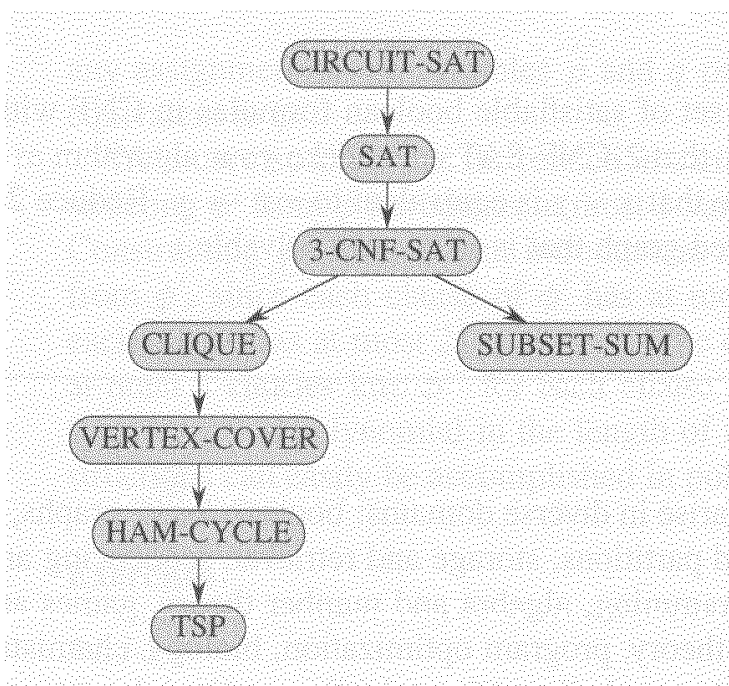 CIRCUIT-SAT
SAT
3-CNF-SAT
CLIQUE
SUBSET-SUM
VERTEX-COVER
HAM-CYCLE
TSP